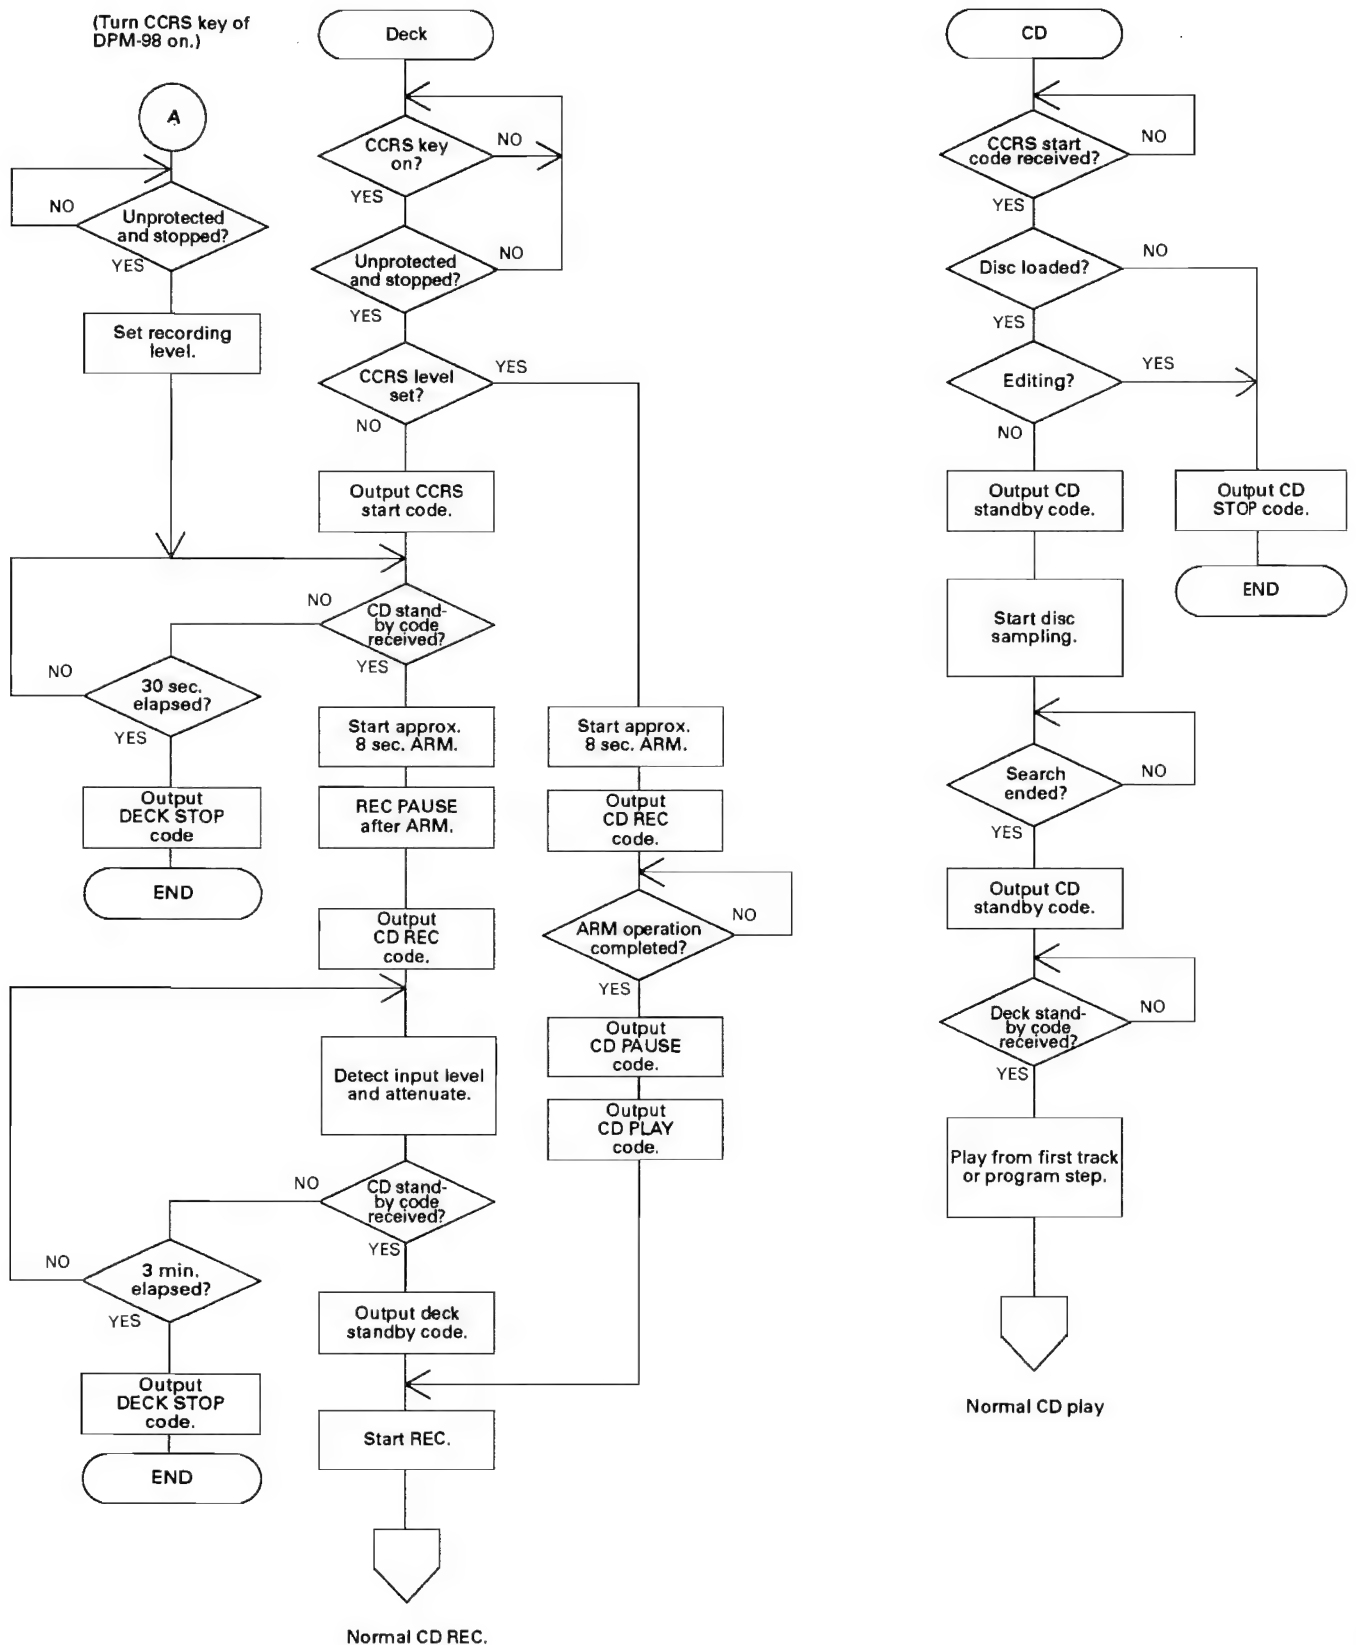 (Turn CCRS key of
DPM-98 on.)
A
NO
Unprotected
and stopped?
YES
Set recording
level.
NO
30 sec.
elapsed?
YES
Output
DECK STOP
code
END
NO
3 min.
elapsed?
YES
Output
DECK STOP
code.
END
Deck
CCRS key
on?
NO
YES
Unprotected
and stopped?
NO
YES
CCRS level
set?
YES
NO
Output CCRS
start code.
NO
CD stand-
by code
received?
YES
Start approx.
8 sec. ARM.
REC PAUSE
after ARM.
Output
CD REC
code.
Detect input level
and attenuate.
NO
CD stand-
by code
received?
YES
Output deck
standby code.
Start REC.
Normal CD REC.
Start approx.
8 sec. ARM.
Output
CD REC
code.
ARM operation
completed?
NO
YES
Output
CD PAUSE
code.
Output
CD PLAY
code.
CD
CCRS start
code received?
NO
YES
Disc loaded?
NO
YES
Editing?
YES
NO
Output CD
standby code.
Output CD
STOP code.
END
Start disc
sampling.
Search
ended?
NO
YES
Output CD
standby code.
Deck stand-
by code
received?
NO
YES
Play from first track
or program step.
Normal CD play